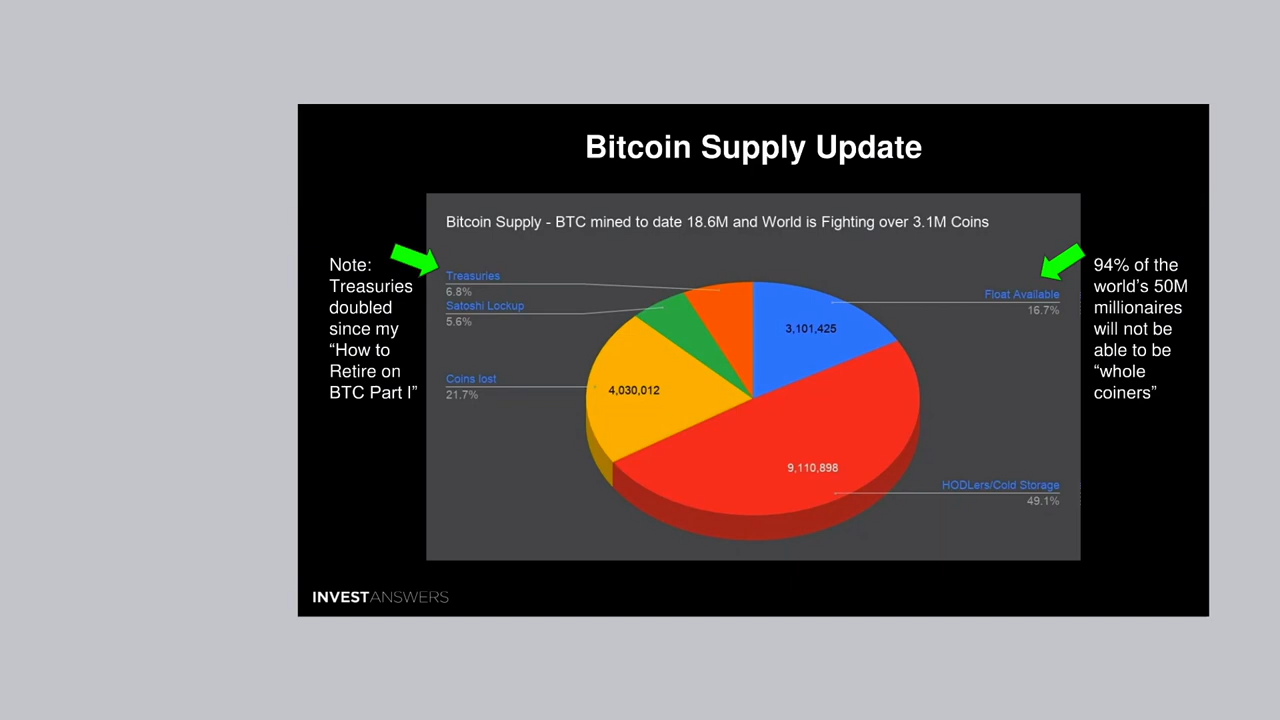 Bitcoin Supply Update
Bitcoin Supply - BTC mined to date 18.6M and World is Fighting over 3.1M Coins
Note:
Treasuries
doubled
since my
“How to
Retire on
BTC Part I”
Treasuries
6.8%
Satoshi Lockup
5.6%
Coins lost
21.7%
4,030,012
3,101,425
9,110,898
Float Available
16.7%
HODLers/Cold Storage
49.1%
94% of the
world’s 50M
millionaires
will not be
able to be
“whole
coiners”
INVESTANSWERS